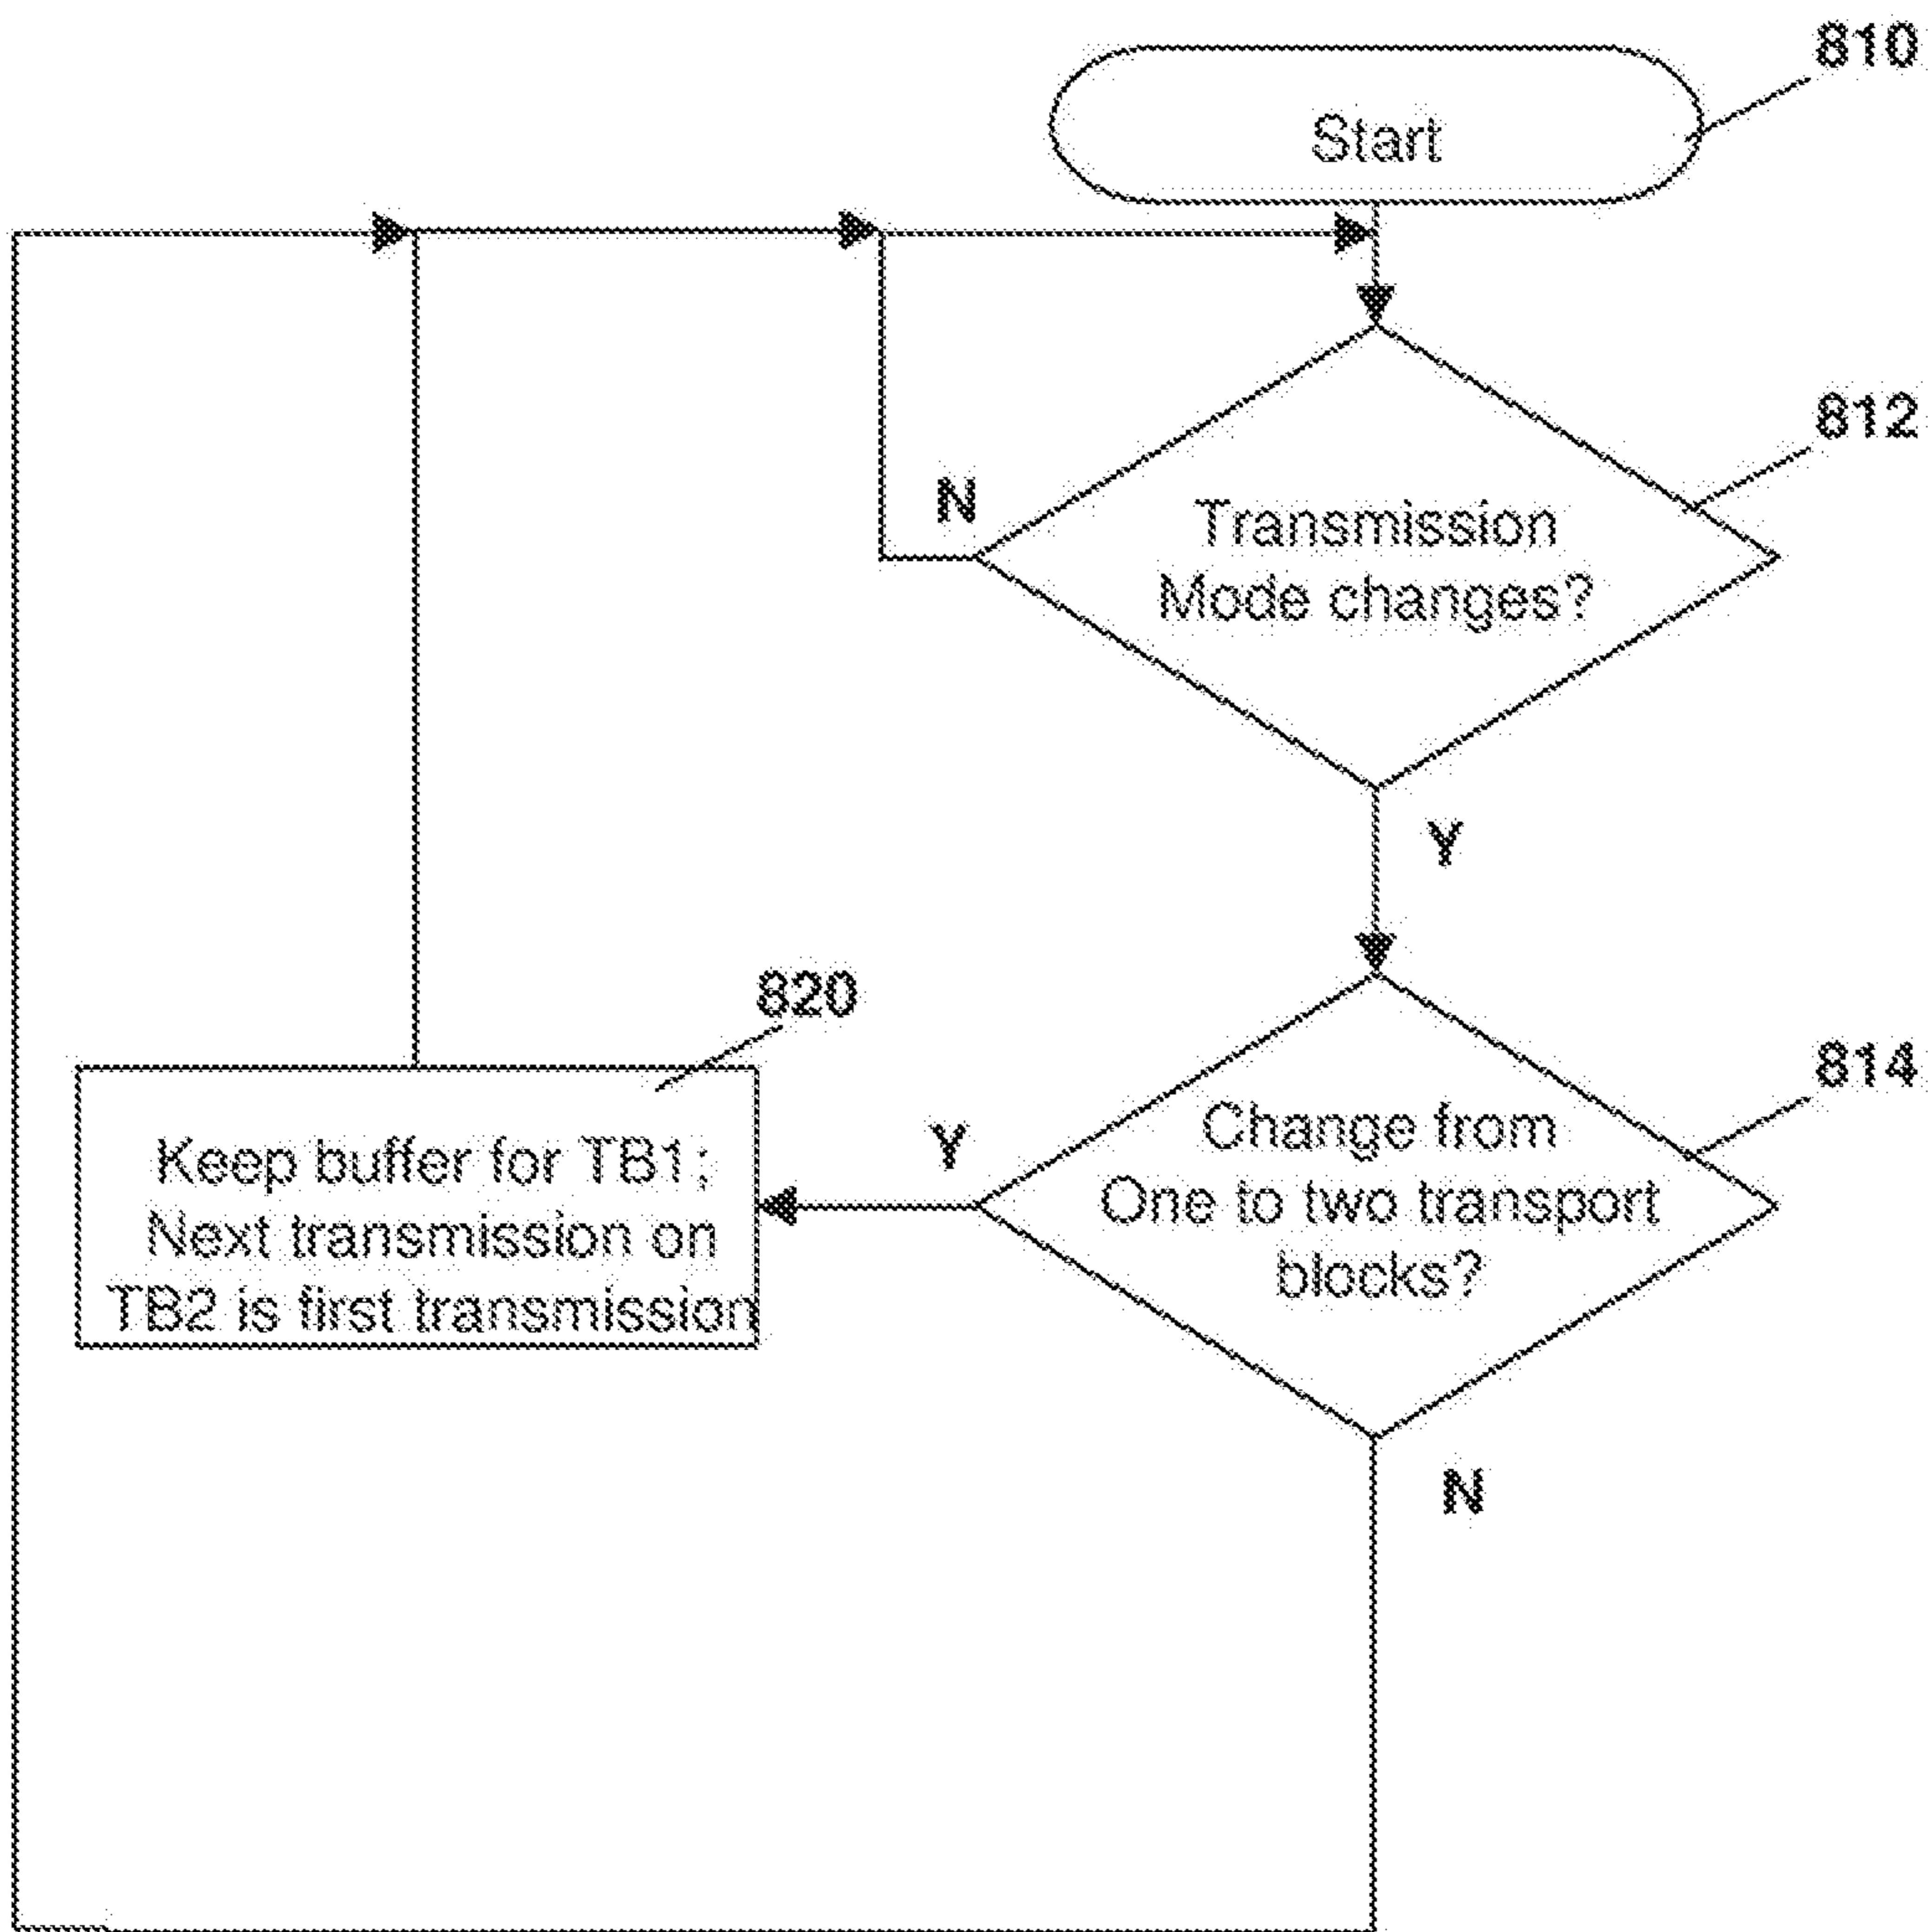 810
Start
812
N
Transmission
Mode changes?
Y
820
814
Keep buffer for TB1;
Next transmission on
TB2 is first transmission
Y
Change from
One to two transport
blocks?
N